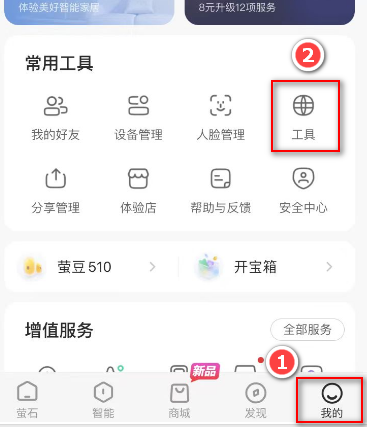 体验美好智能家居
8元升级12项服务
常用工具
②
我的好友 设备管理 人脸管理 工具
分享管理 体验店 帮助与反馈 安全中心
萤豆510 开宝箱
增值服务 全部服务
①
新品
萤石 智能 商城 发现 我的